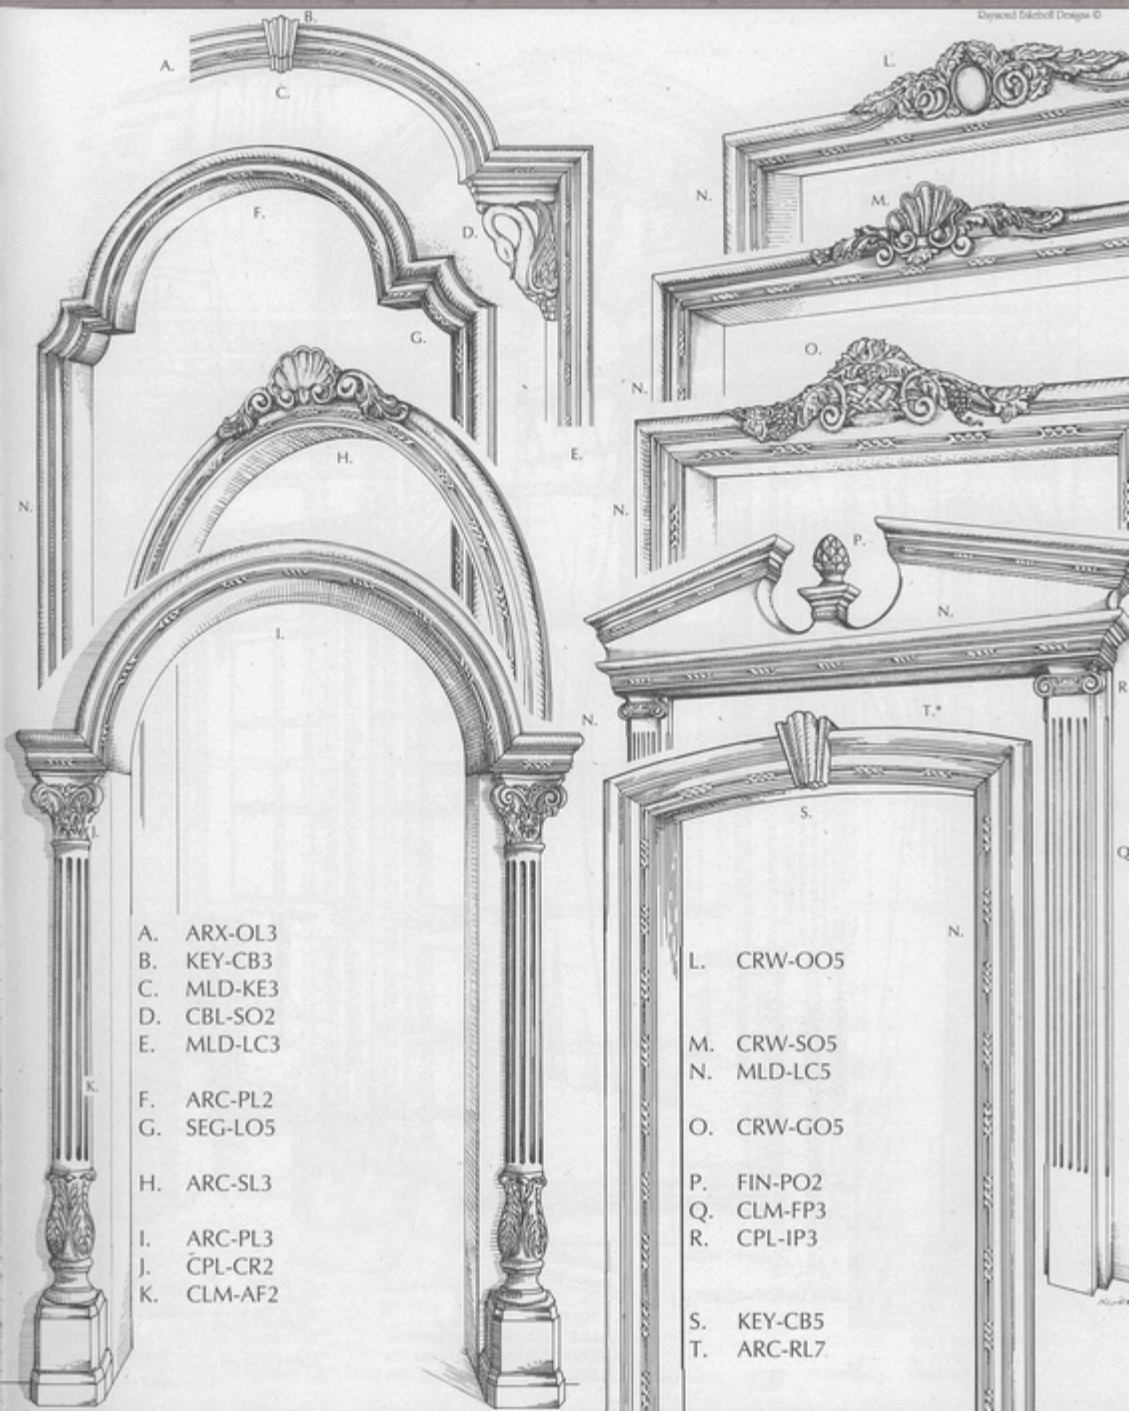 Raymond Enkeboll Designs ©
B.
A.
C.
L.
F.
D.
N.
M.
G.
O.
N.
H.
E.
N.
N.
P.
N.
I.
N.
R
T.*
S.
J.
Q
N.
K.
A. ARX-OL3
B. KEY-CB3
C. MLD-KE3
D. CBL-SO2
E. MLD-LC3
F. ARC-PL2
G. SEG-LO5
H. ARC-SL3
I. ARC-PL3
J. CPL-CR2
K. CLM-AF2
L. CRW-OO5
M. CRW-SO5
N. MLD-LC5
O. CRW-GO5
P. FIN-PO2
Q. CLM-FP3
R. CPL-IP3
S. KEY-CB5
T. ARC-RL7